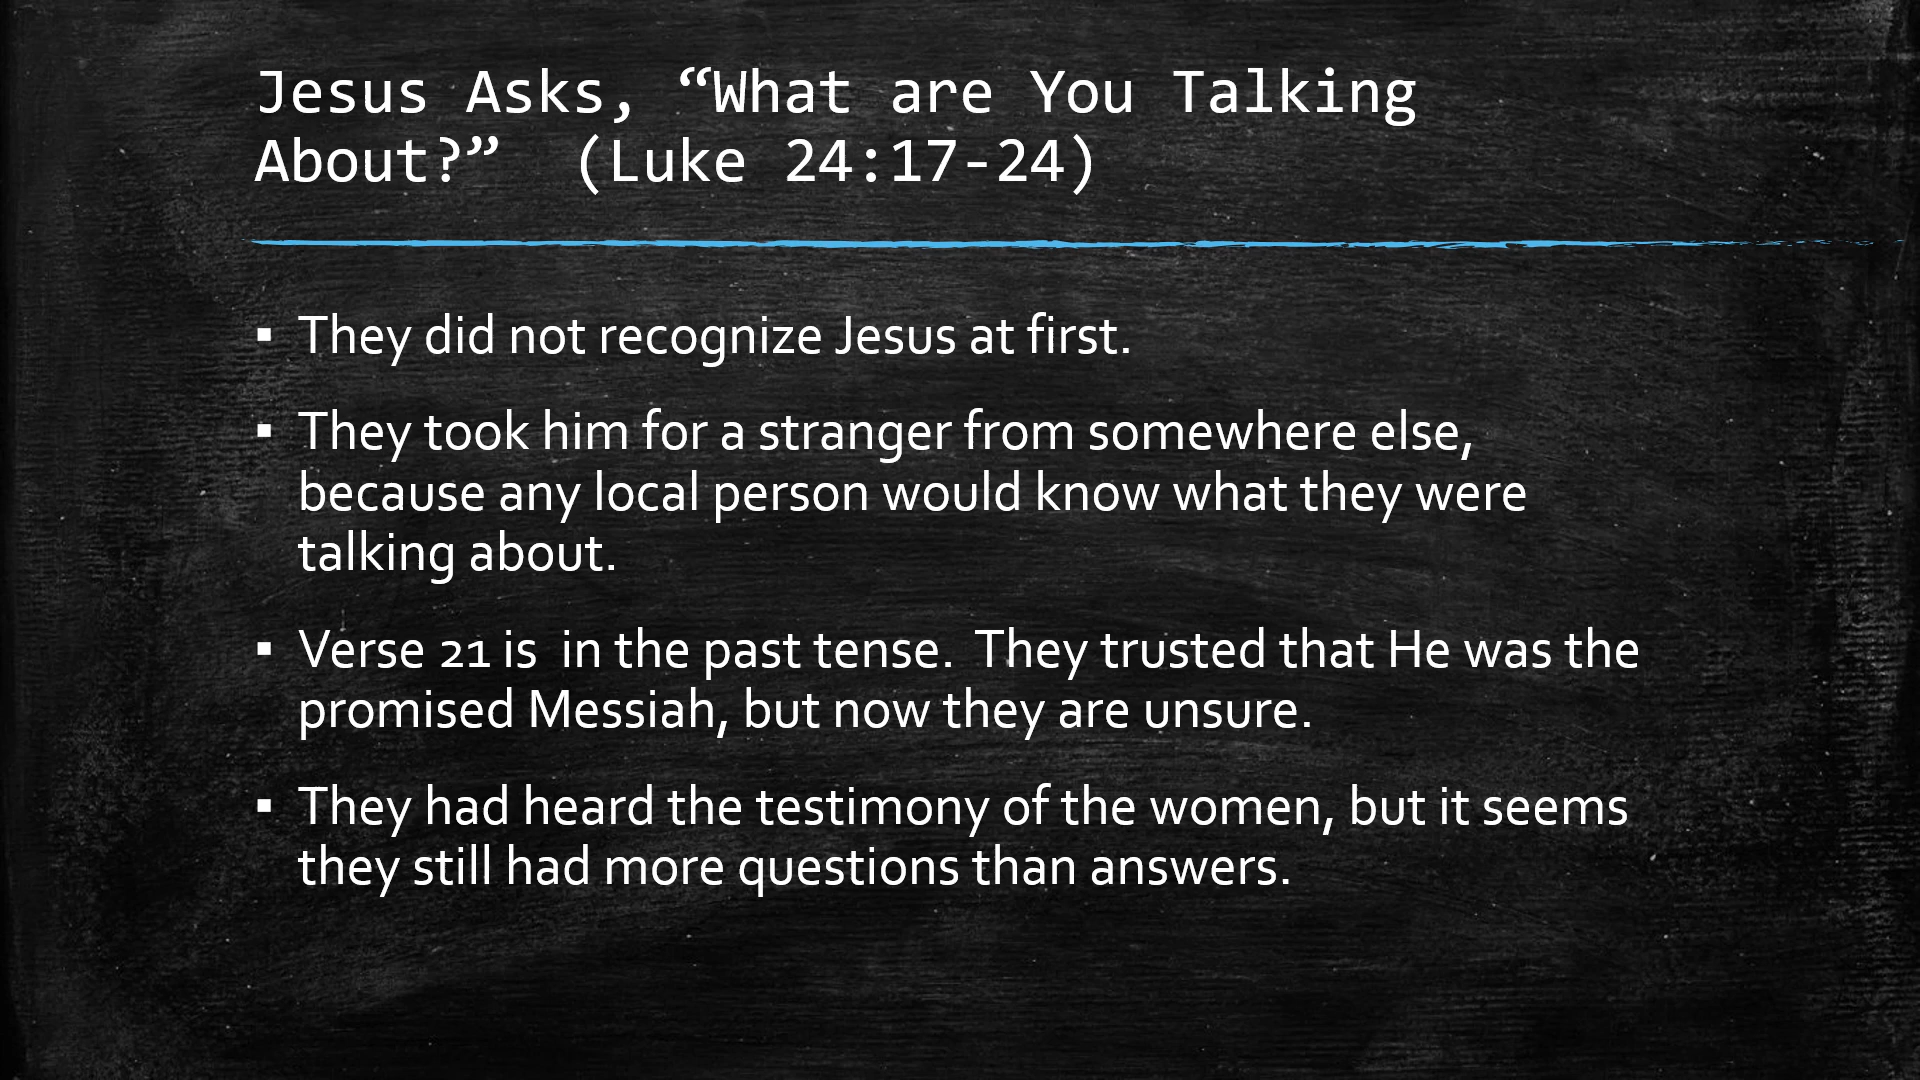 Jesus Asks, “What are You Talking
About?”  (Luke 24:17-24)
▪ They did not recognize Jesus at first.
▪ They took him for a stranger from somewhere else,
because any local person would know what they were
talking about.
▪ Verse 21 is  in the past tense.  They trusted that He was the
promised Messiah, but now they are unsure.
▪ They had heard the testimony of the women, but it seems
they still had more questions than answers.